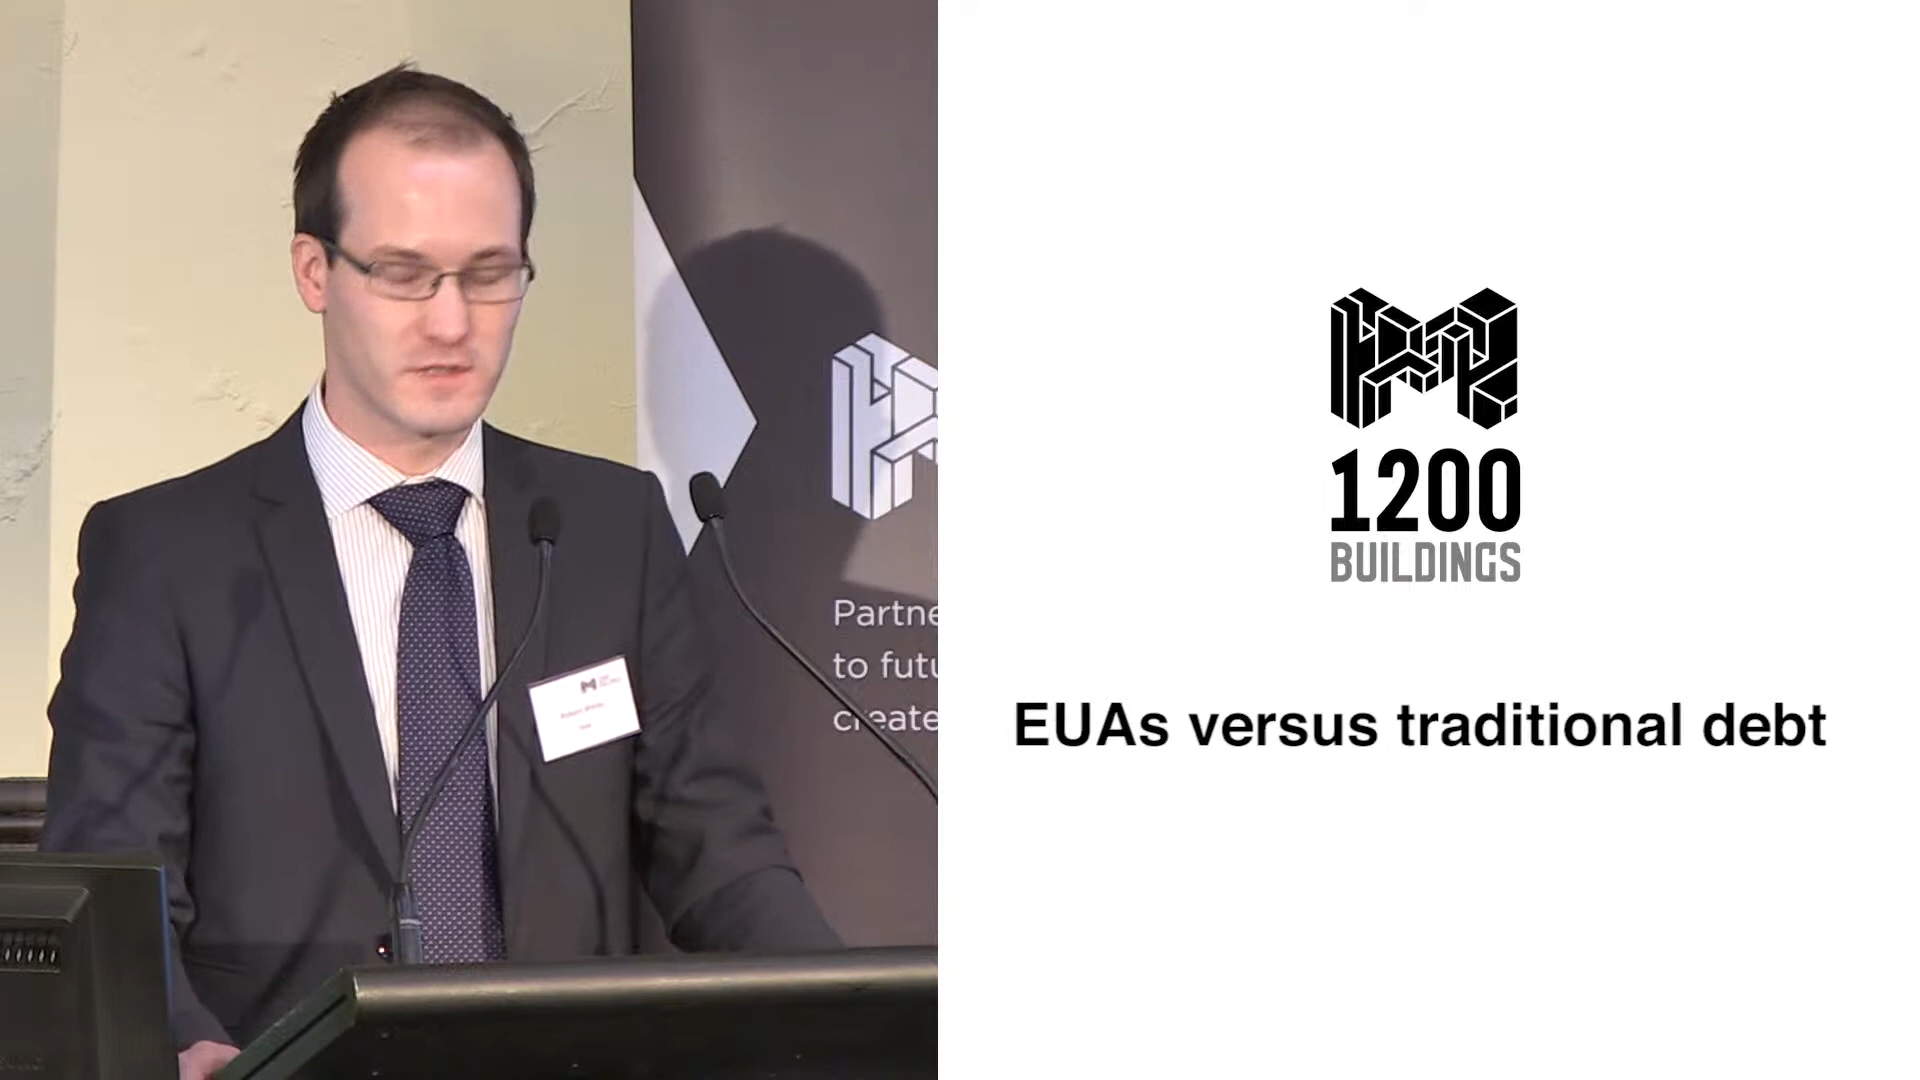 Partne
to futu
create
1200
BUILDINGS
EUAs versus traditional debt